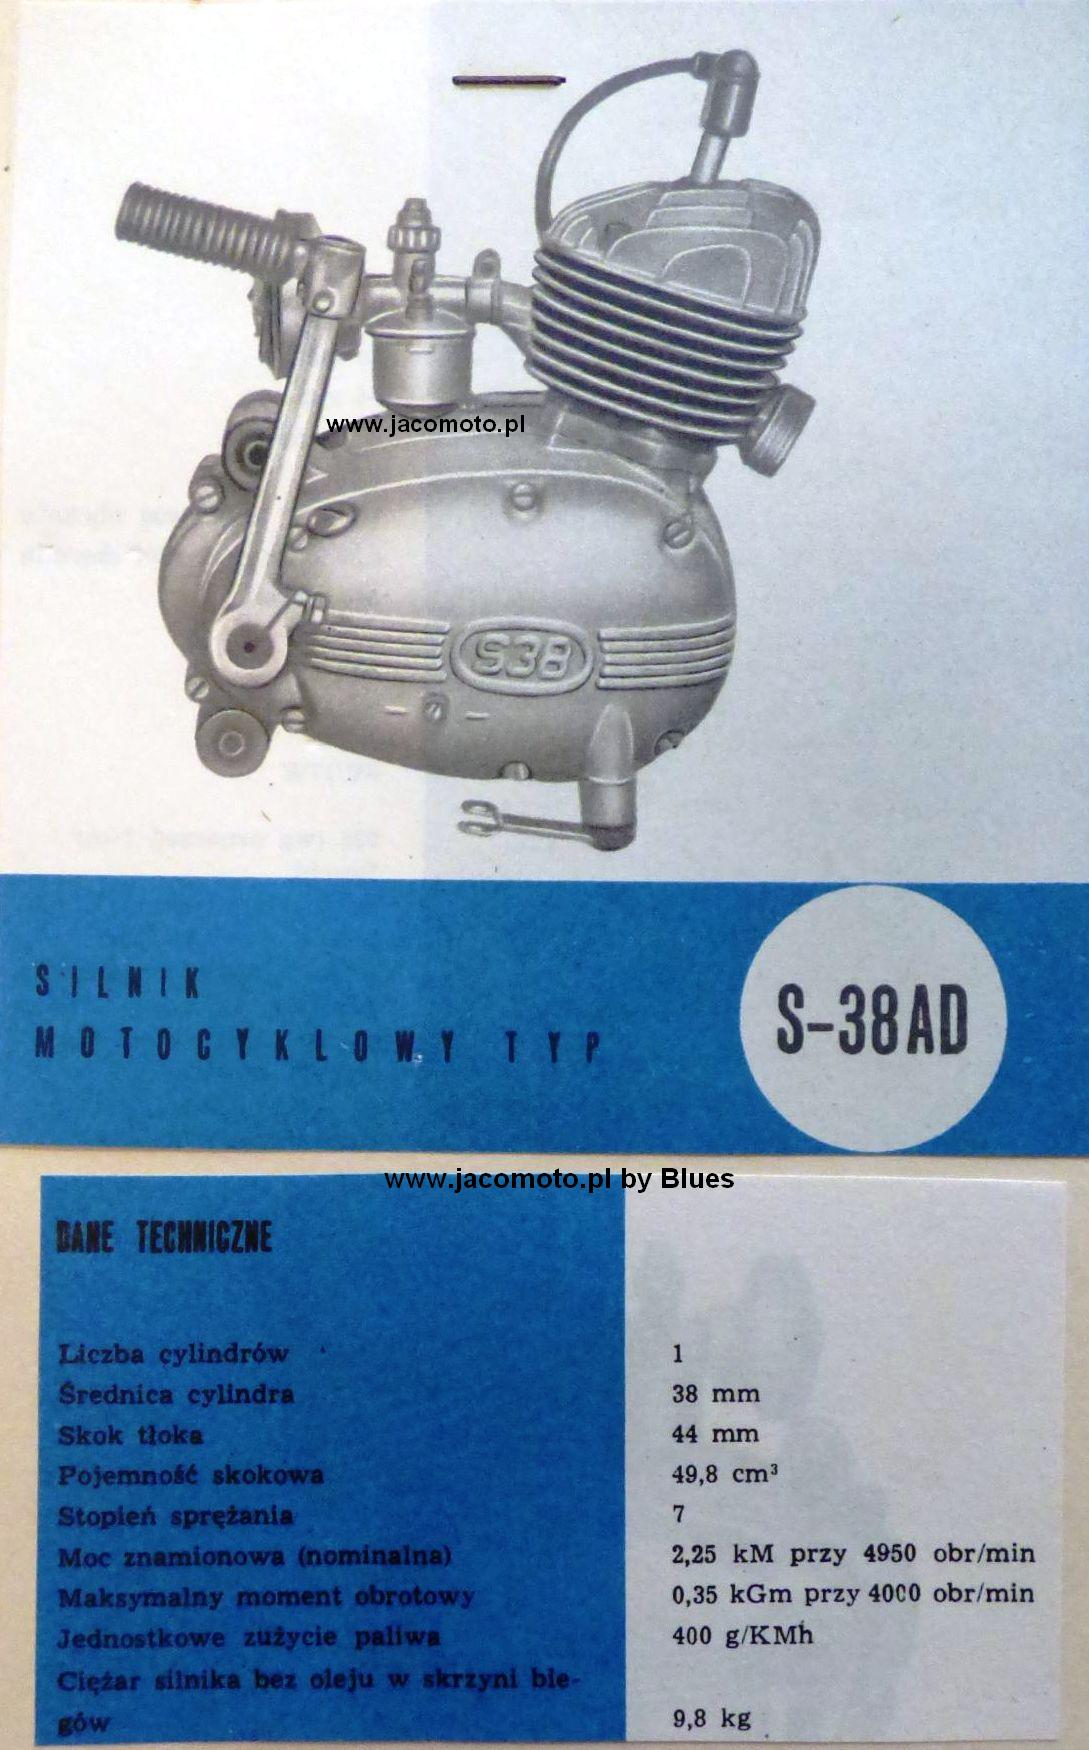 www.jacomoto.pl
S38
SILNIK
MOTOCYKLOWY TYP
S-38AD
www.jacomoto.pl by Blues
DANE TECHNICZNE
Liczba cylindrów 1
Średnica cylindra 38 mm
Skok tłoka 44 mm
Pojemność skokowa 49,8 cm³
Stopień sprężania 7
Moc znamionowa (nominalna) 2,25 kM przy 4950 obr/min
Maksymalny moment obrotowy 0,35 kGm przy 4000 obr/min
Jednostkowe zużycie paliwa 400 g/KMh
Ciężar silnika bez oleju w skrzyni bie-
gów 9,8 kg